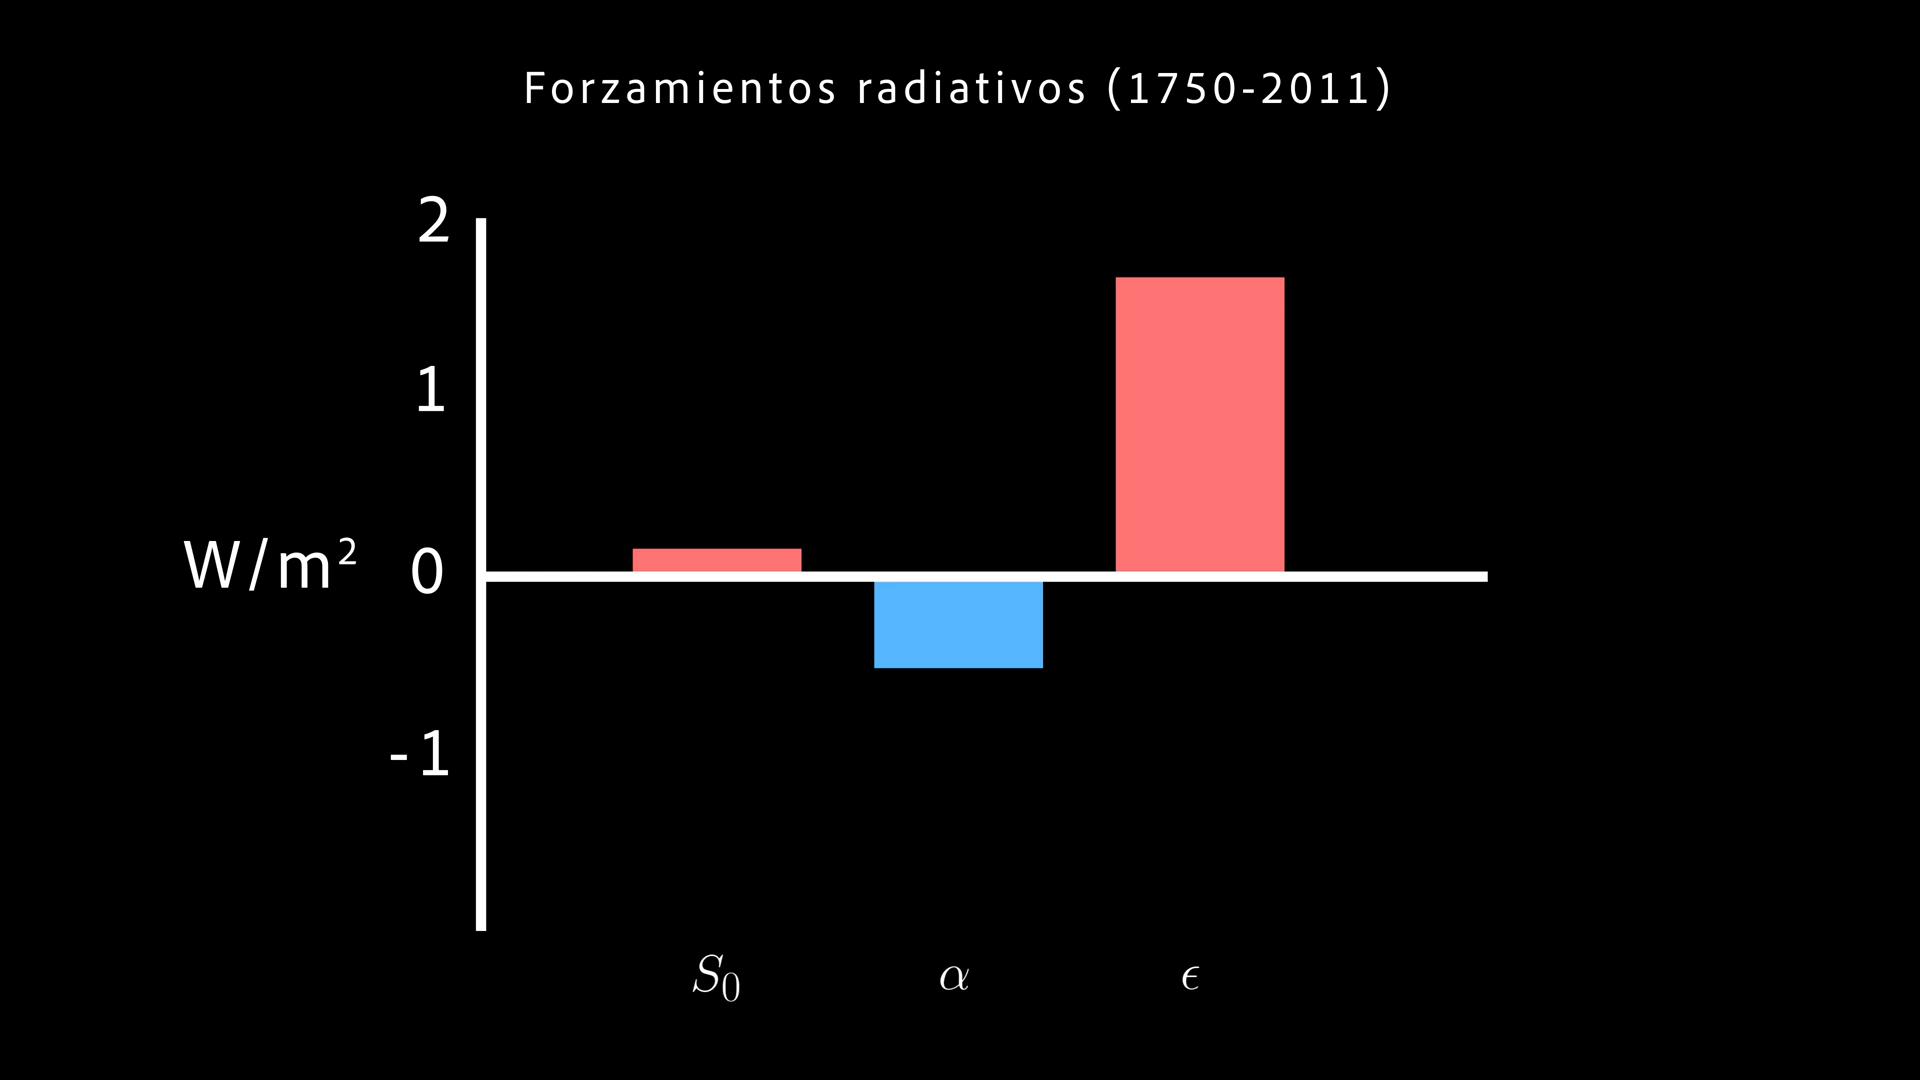 Forzamientos radiativos (1750-2011)
2
1
W/m² 0
-1
S₀ α ϵ